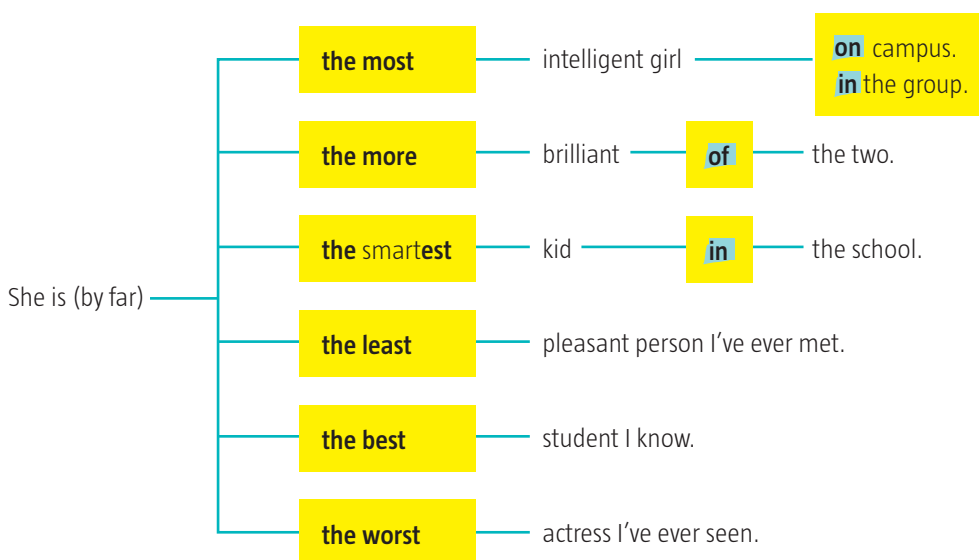 the most intelligent girl on campus.
in the group.
the more brilliant of the two.
the smartest kid in the school.
She is (by far)
the least pleasant person I've ever met.
the best student I know.
the worst actress I've ever seen.